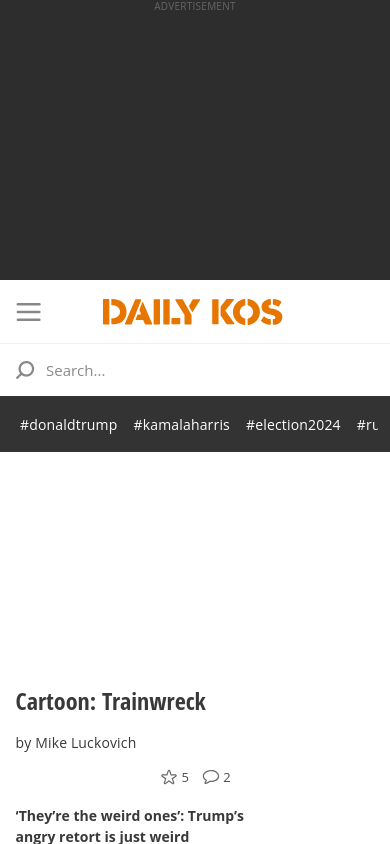 ADVERTISEMENT
DAILY KOS
Search...
#donaldtrump #kamalaharris #election2024
Cartoon: Trainwreck
by Mike Luckovich
5 2
‘They’re the weird ones’: Trump’s
angry retort is just weird